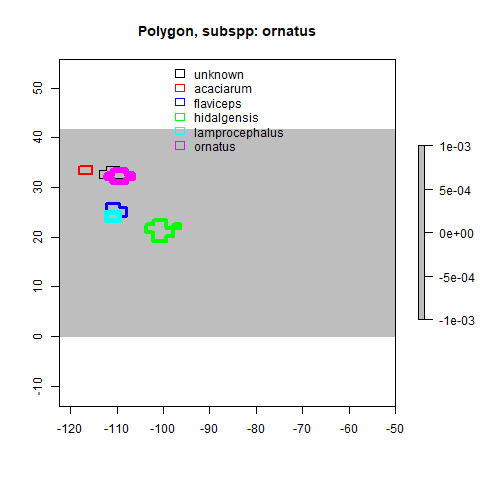 Polygon, subspp: ornatus
unknown
acaciarum
flaviceps
hidalgensis
lamprocephalus
ornatus
50
40
30
20
10
0
-10
-120
-110
-100
-90
-80
-70
-60
-50
1e-03
5e-04
0e+00
-5e-04
-1e-03